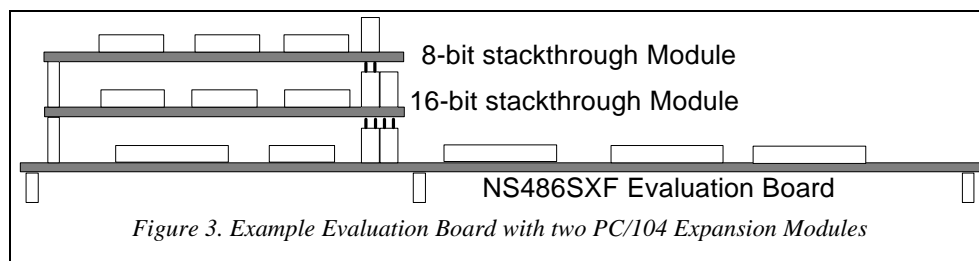 8-bit stackthrough Module
16-bit stackthrough Module
NS486SXF Evaluation Board
Figure 3. Example Evaluation Board with two PC/104 Expansion Modules